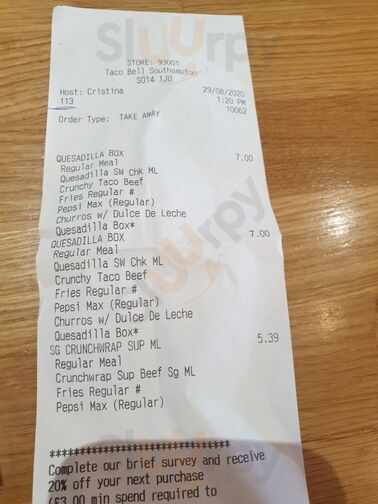 Sluurpy
STORE: 93001
Taco Bell Southampton
SO14 1JU
Host: Cristina 29/08/2020
113 1:20 PM
10062
Order Type: TAKE AWAY
QUESADILLA BOX 7.00
Regular Meal
Quesadilla SW Chk ML
Crunchy Taco Beef
Fries Regular #
Pepsi Max (Regular)
Churros w/ Dulce De Leche
Quesadilla Box*
QUESADILLA BOX 7.00
Regular Meal
Quesadilla SW Chk ML
Crunchy Taco Beef
Fries Regular #
Pepsi Max (Regular)
Churros w/ Dulce De Leche
Quesadilla Box*
SG CRUNCHWRAP SUP ML 5.39
Regular Meal
Crunchwrap Sup Beef Sg ML
Fries Regular #
Pepsi Max (Regular)
****************************
Complete our brief survey and receive
20% off your next purchase
(£3.00 min spend required to